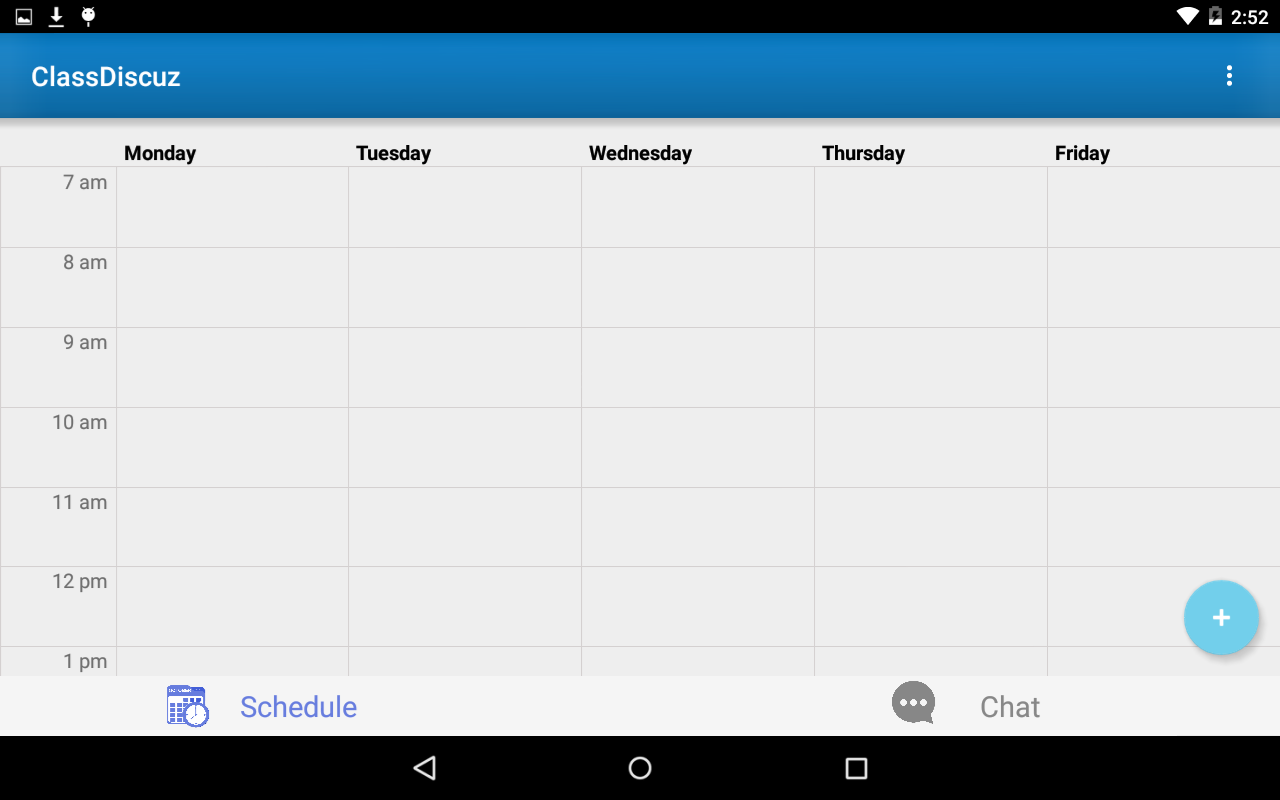 2:52
ClassDiscuz
Monday Tuesday Wednesday Thursday Friday
7 am
8 am
9 am
10 am
11 am
12 pm
1 pm
Schedule Chat